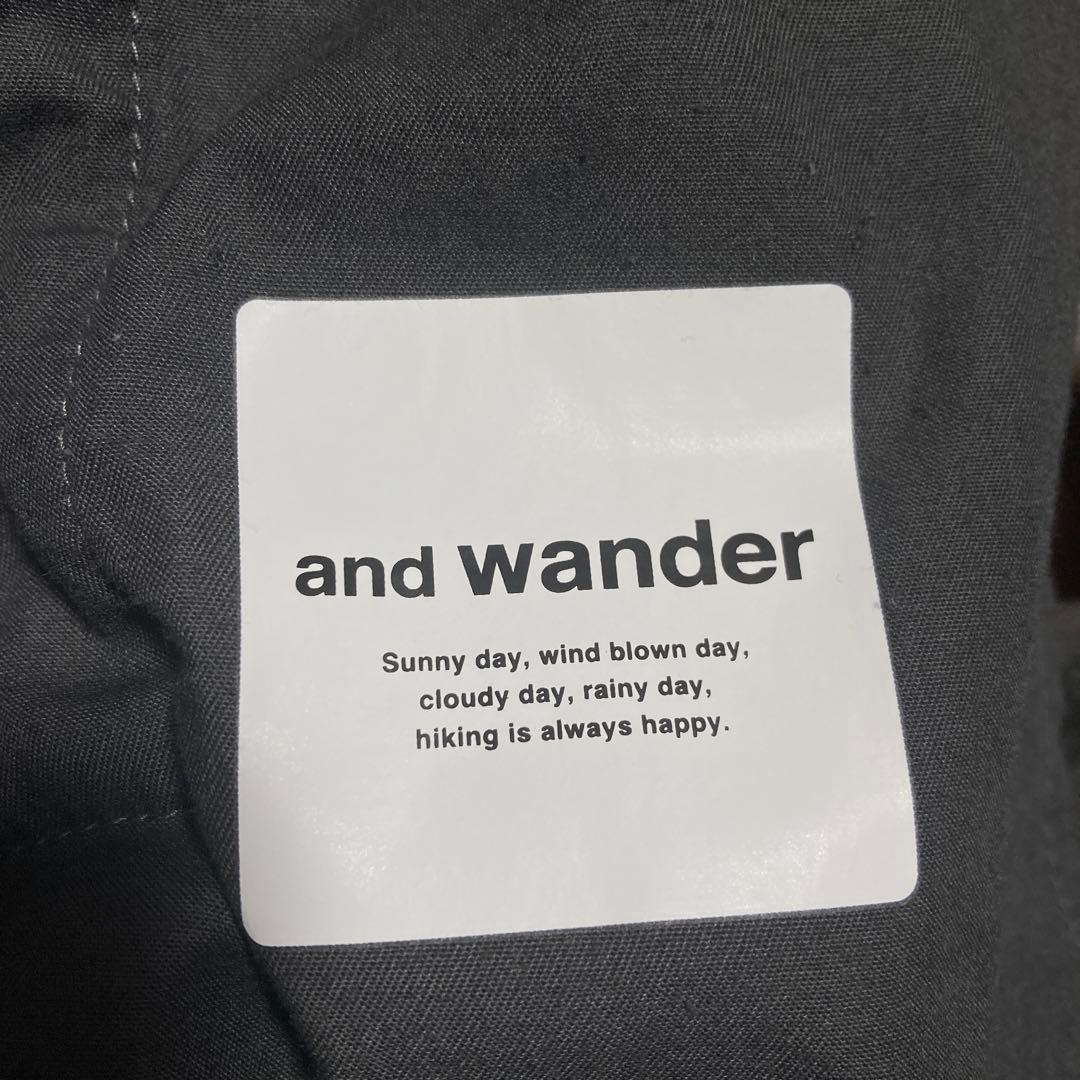 and wander
Sunny day, wind blown day,
cloudy day, rainy day,
hiking is always happy.